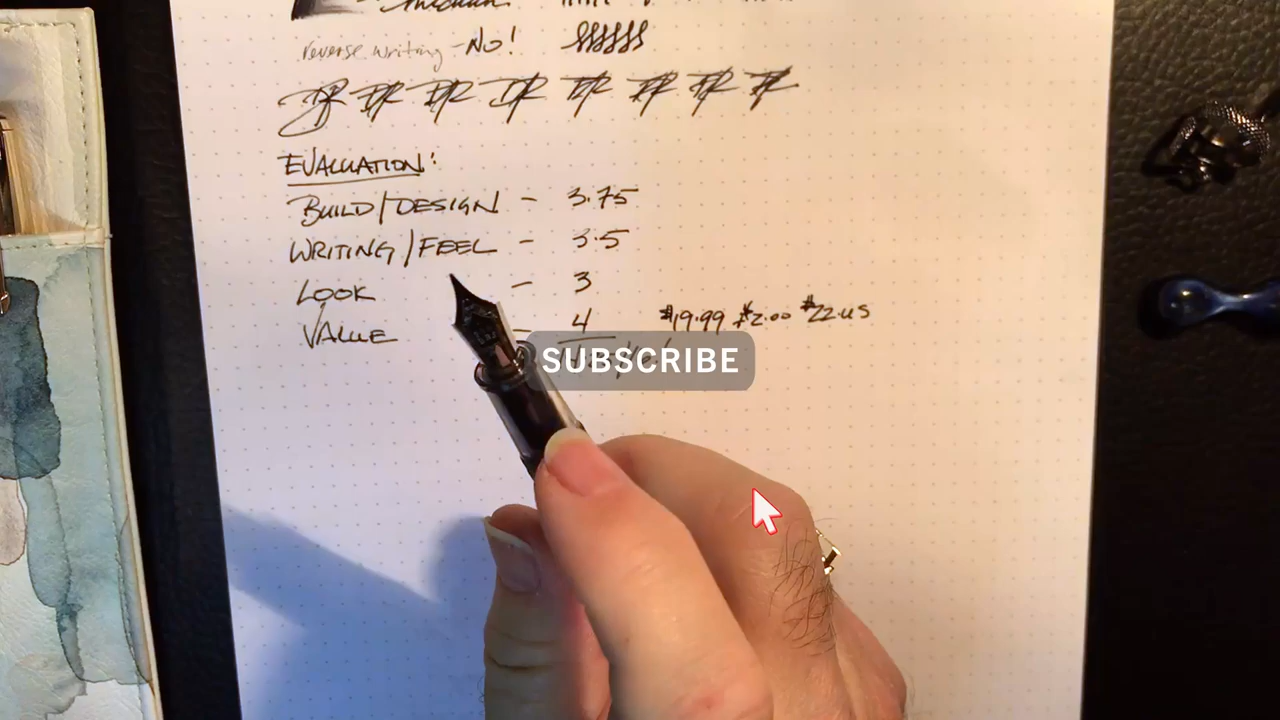 reverse writing - No!
EVALUATION:
BUILD/DESIGN - 3.75
WRITING/FEEL - 3.5
LOOK - 3
VALUE - 4 $19.99 $2.00 $22 US
SUBSCRIBE